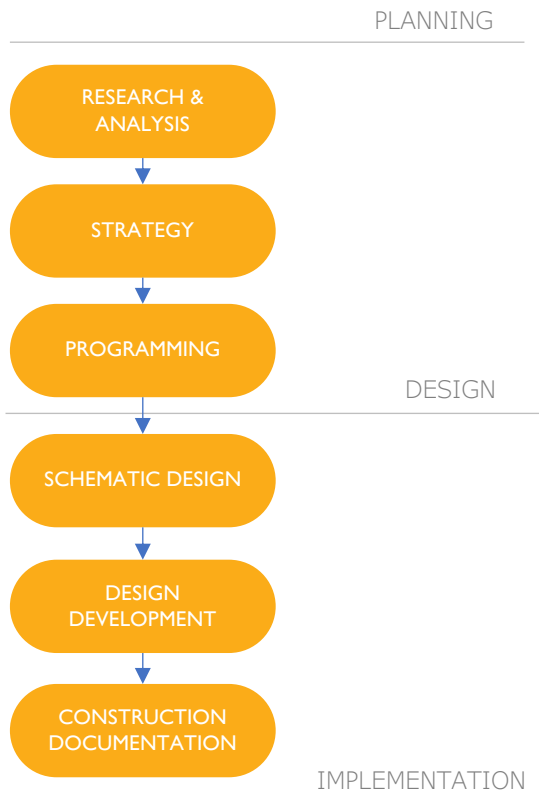 PLANNING
RESEARCH &
ANALYSIS
STRATEGY
PROGRAMMING
DESIGN
SCHEMATIC DESIGN
DESIGN
DEVELOPMENT
CONSTRUCTION
DOCUMENTATION
IMPLEMENTATION